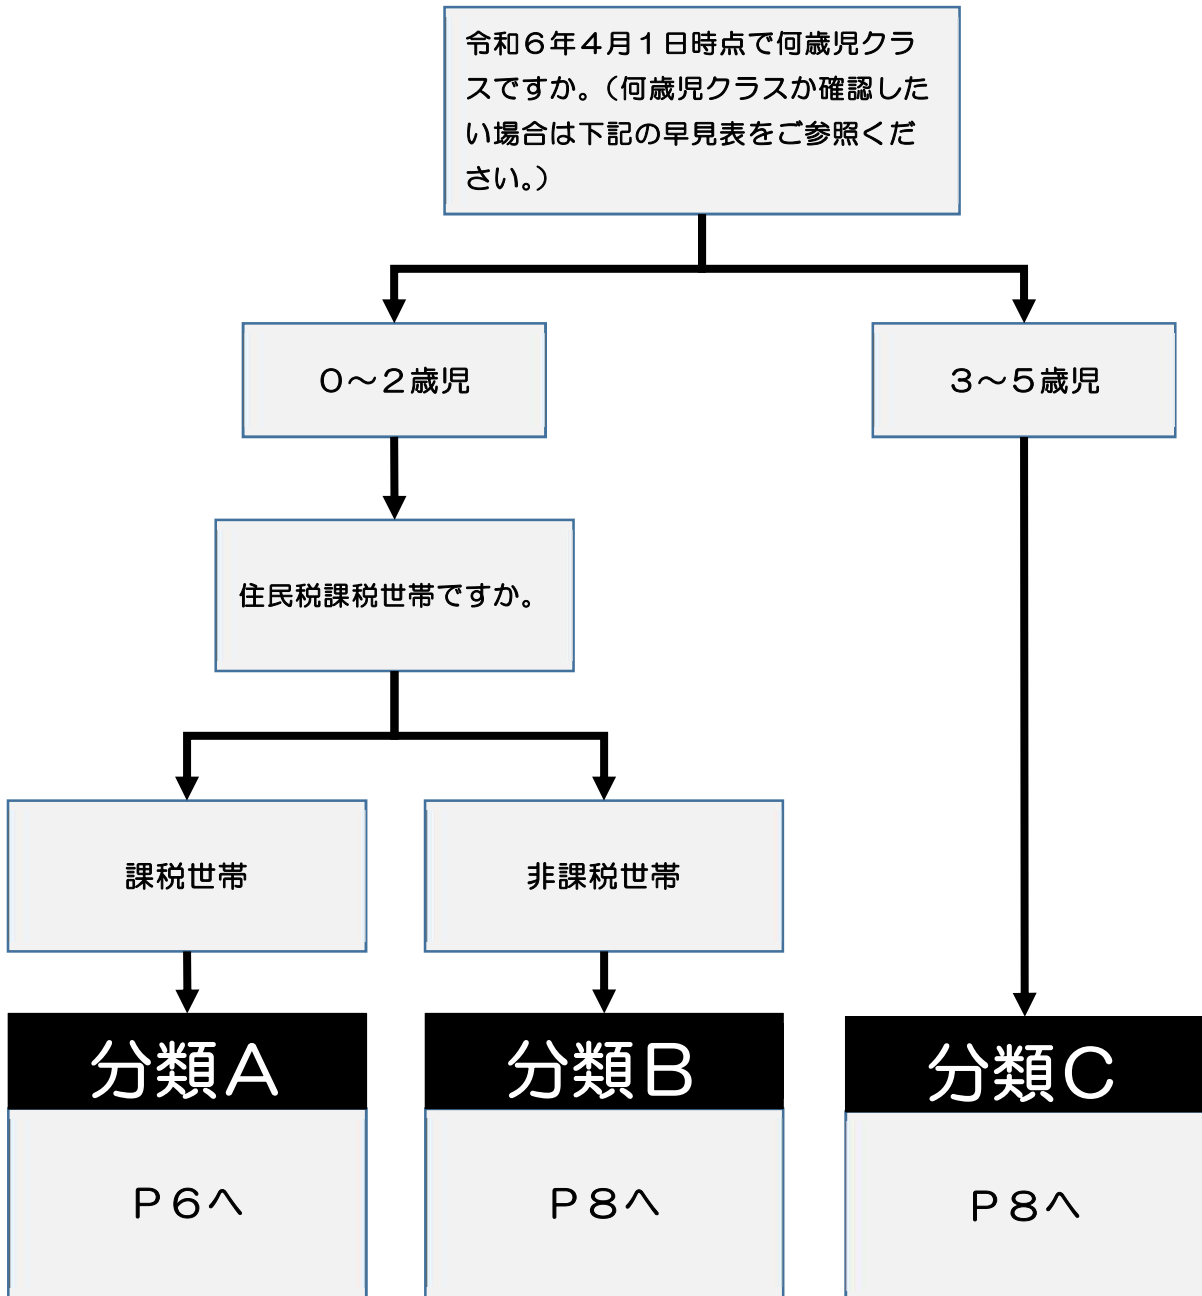 令和６年４月１日時点で何歳児クラ
スですか。（何歳児クラスか確認した
い場合は下記の早見表をご参照くだ
さい。）
０～２歳児
３～５歳児
住民税課税世帯ですか。
課税世帯
非課税世帯
分類Ａ
分類Ｂ
分類Ｃ
Ｐ６へ
Ｐ８へ
Ｐ８へ